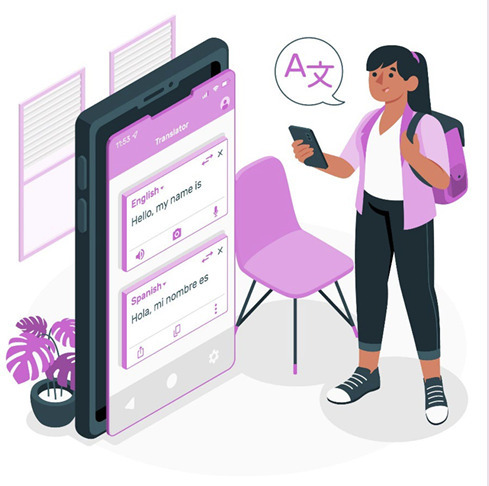 A文
11:53
Translator
English
Hello, my name is
Spanish
Hola, mi nombre es